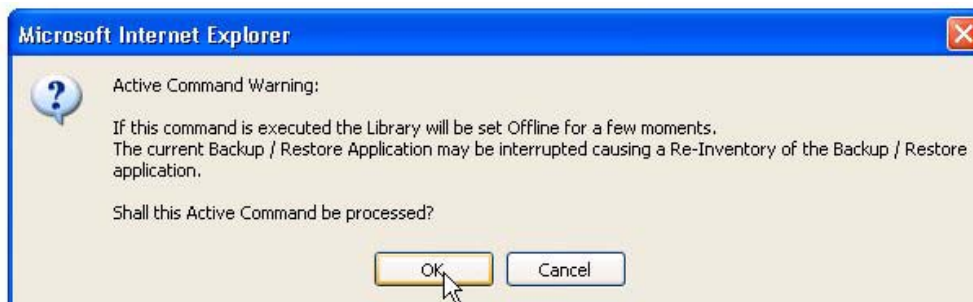 Microsoft Internet Explorer
Active Command Warning:
If this command is executed the Library will be set Offline for a few moments.
The current Backup / Restore Application may be interrupted causing a Re-Inventory of the Backup / Restore
application.
Shall this Active Command be processed?
OK
Cancel